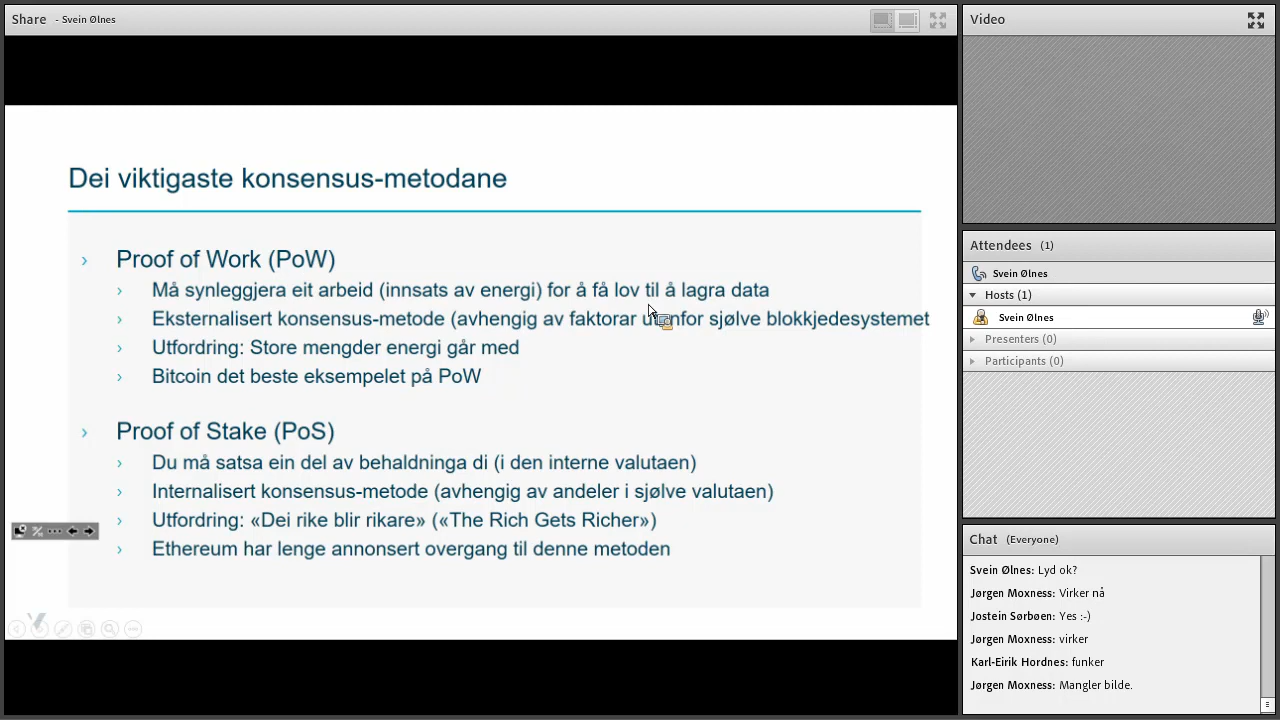 Share - Svein Ølnes
Dei viktigaste konsensus-metodane
Proof of Work (PoW)
Må synleggjera eit arbeid (innsats av energi) for å få lov til å lagra data
Eksternalisert konsensus-metode (avhengig av faktorar utanfor sjølve blokkjedesystemet
Utfordring: Store mengder energi går med
Bitcoin det beste eksempelet på PoW
Proof of Stake (PoS)
Du må satsa ein del av behaldninga di (i den interne valutaen)
Internalisert konsensus-metode (avhengig av andeler i sjølve valutaen)
Utfordring: «Dei rike blir rikare» («The Rich Gets Richer»)
Ethereum har lenge annonsert overgang til denne metoden
Video
Attendees (1)
Svein Ølnes
Hosts (1)
Svein Ølnes
Presenters (0)
Participants (0)
Chat (Everyone)
Svein Ølnes: Lyd ok?
Jørgen Moxness: Virker nå
Jostein Sørbøen: Yes :-)
Jørgen Moxness: virker
Karl-Eirik Hordnes: funker
Jørgen Moxness: Mangler bilde.